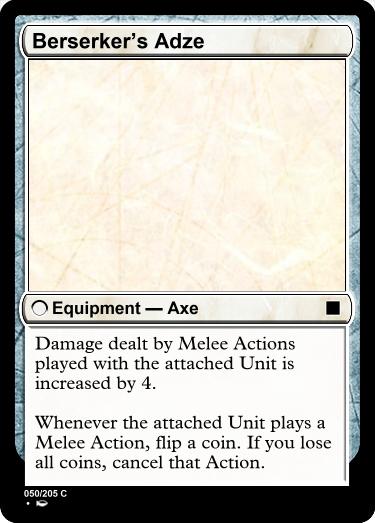 Berserker's Adze
Equipment — Axe
Damage dealt by Melee Actions
played with the attached Unit is
increased by 4.
Whenever the attached Unit plays a
Melee Action, flip a coin. If you lose
all coins, cancel that Action.
050/205 C
•